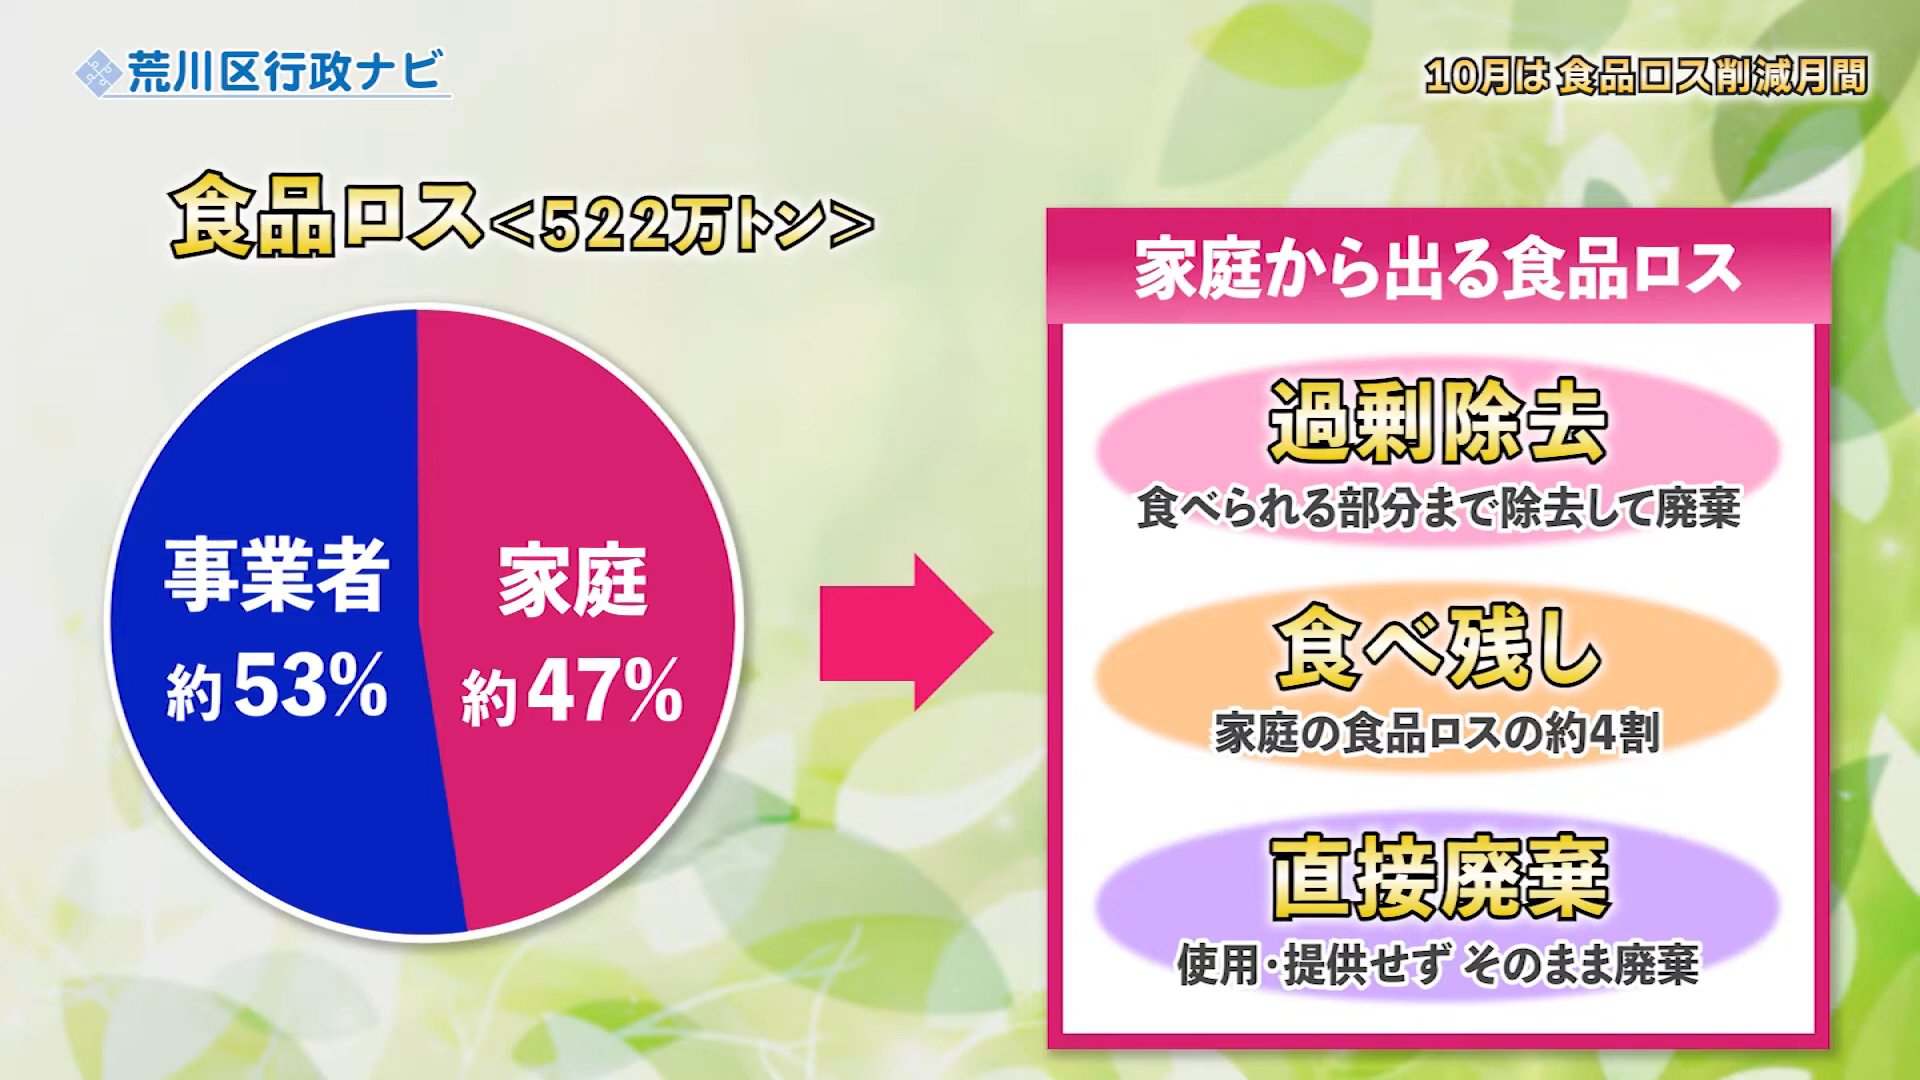 荒川区行政ナビ
10月は 食品ロス削減月間
食品ロス<522万トン>
事業者
約53%
家庭
約47%
家庭から出る食品ロス
過剰除去
食べられる部分まで除去して廃棄
食べ残し
家庭の食品ロスの約4割
直接廃棄
使用・提供せず そのまま廃棄